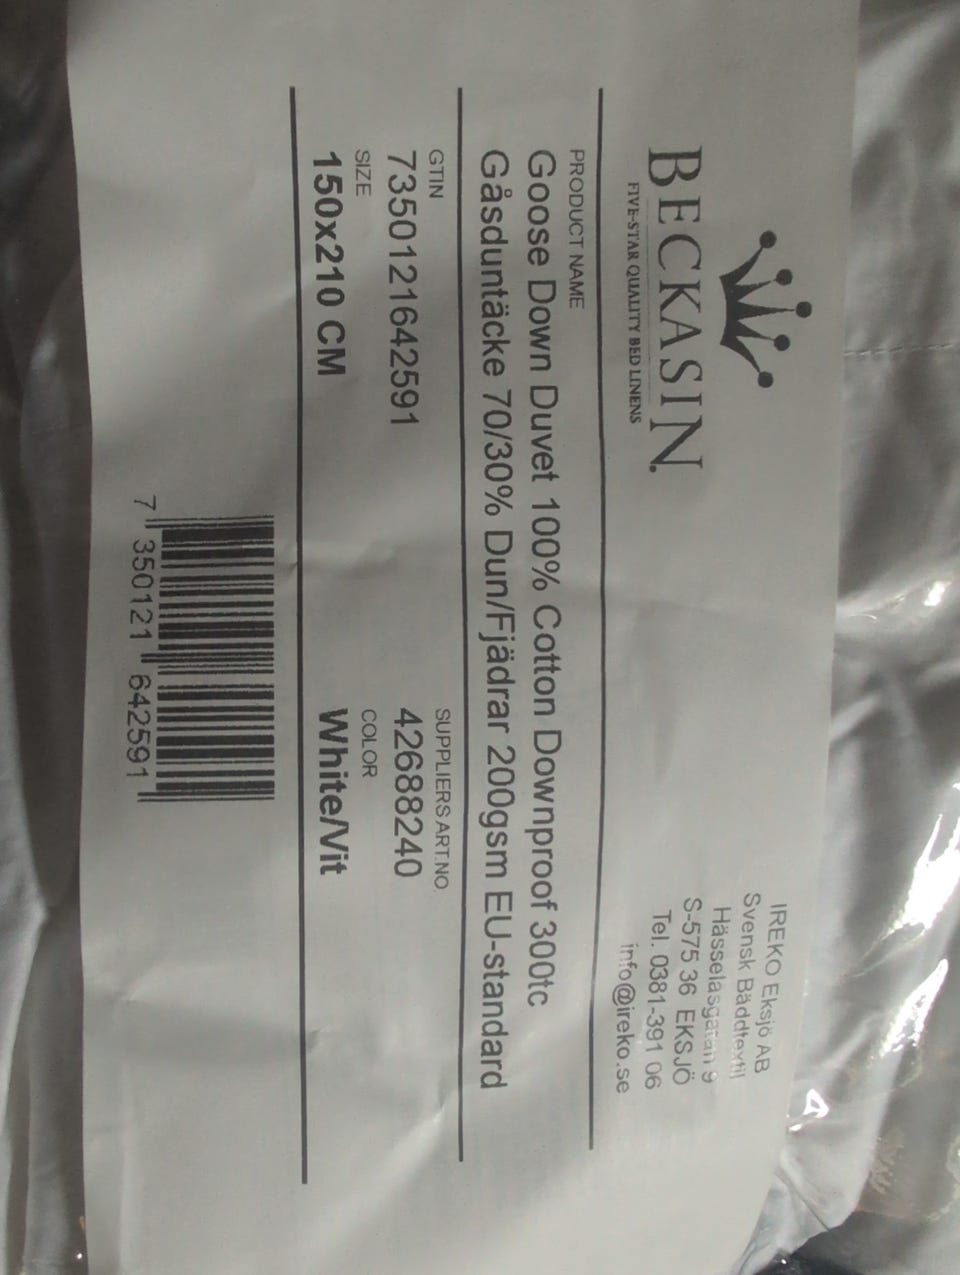 BECKASIN
FIVE-STAR QUALITY BED LINENS
IREKO Eksjö AB
Svensk Bäddtextil
Hässelåsgatan 9
S-575 36 EKSJÖ
Tel. 0381-391 06
info@ireko.se
PRODUCT NAME
Goose Down Duvet 100% Cotton Downproof 300tc
Gåsduntäcke 70/30% Dun/Fjädrar 200gsm EU-standard
GTIN
7350121642591
SUPPLIERS ART.NO.
42688240
SIZE
150x210 CM
COLOR
White/Vit
7 350121 642591